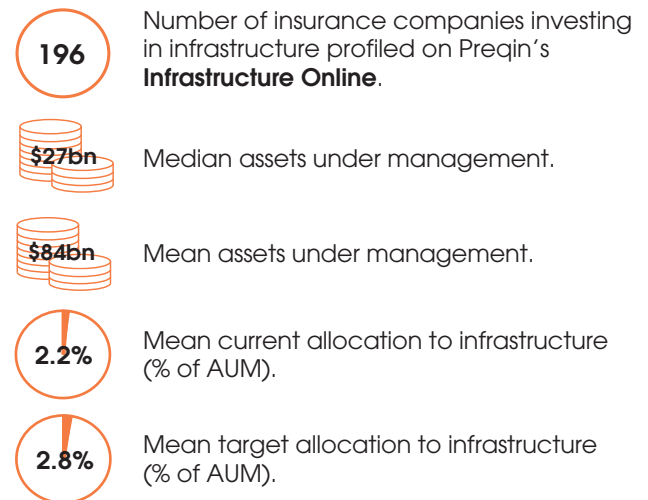 196
Number of insurance companies investing
in infrastructure profiled on Preqin’s
Infrastructure Online.
$27bn
Median assets under management.
$84bn
Mean assets under management.
2.2%
Mean current allocation to infrastructure
(% of AUM).
2.8%
Mean target allocation to infrastructure
(% of AUM).